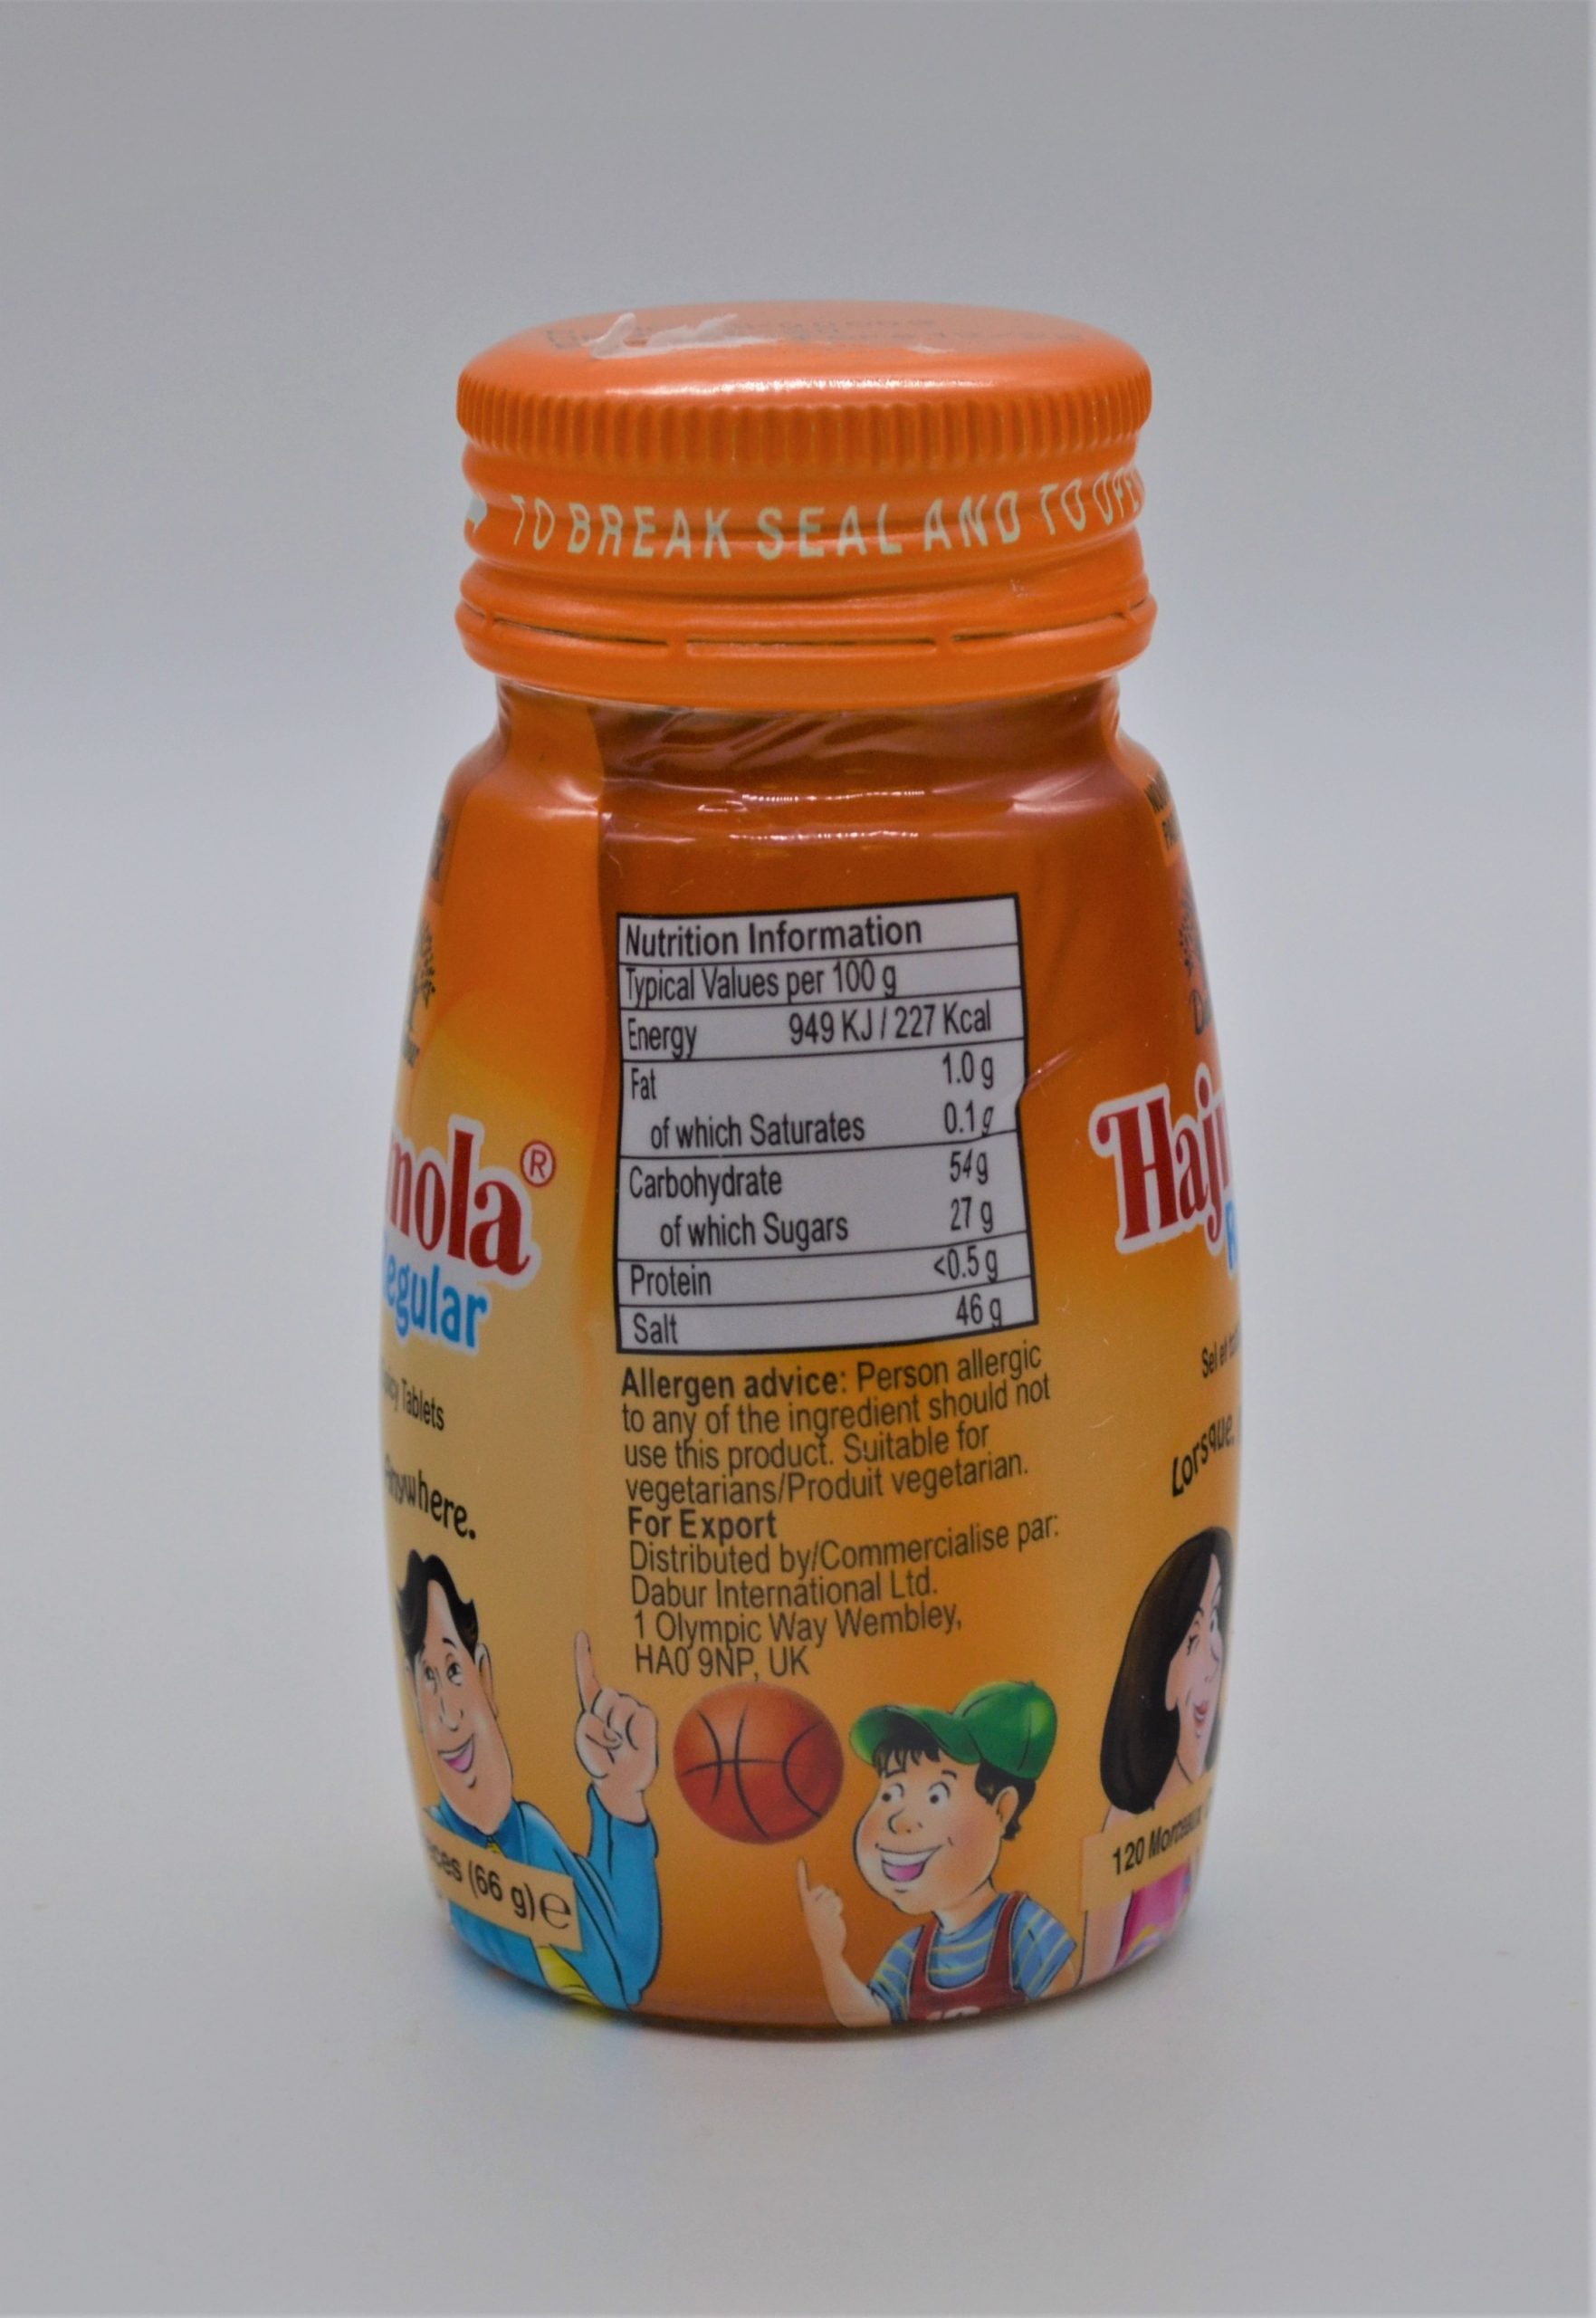 TO BREAK SEAL AND TO OPE
Nutrition Information
Typical Values per 100 g
Energy 949 KJ / 227 Kcal
Fat 1.0 g
of which Saturates 0.1 g
Carbohydrate 54 g
of which Sugars 27 g
Protein <0.5 g
Salt 46 g
Allergen advice: Person allergic
to any of the ingredient should not
use this product. Suitable for
vegetarians/Produit vegetarian.
For Export
Distributed by/Commercialise par:
Dabur International Ltd.
1 Olympic Way Wembley,
HA0 9NP, UK
mola®
egular
Tablets
Anywhere.
(66 g)e
Haj
Sel et
Lorsque
120